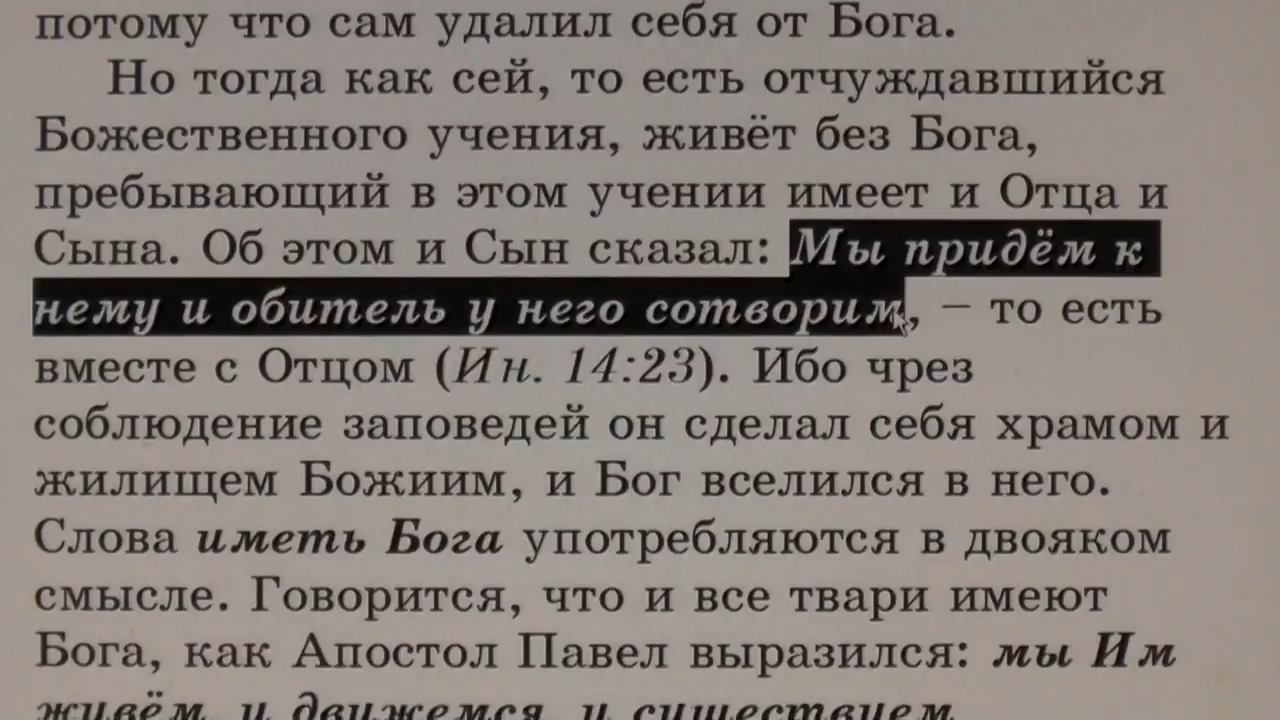 потому что сам удалил себя от Бога.
Но тогда как сей, то есть отчуждавшийся
Божественного учения, живёт без Бога,
пребывающий в этом учении имеет и Отца и
Сына. Об этом и Сын сказал: Мы придём к
нему и обитель у него сотворим, – то есть
вместе с Отцом (Ин. 14:23). Ибо чрез
соблюдение заповедей он сделал себя храмом и
жилищем Божиим, и Бог вселился в него.
Слова иметь Бога употребляются в двояком
смысле. Говорится, что и все твари имеют
Бога, как Апостол Павел выразился: мы Им
живём, и движемся, и существуем